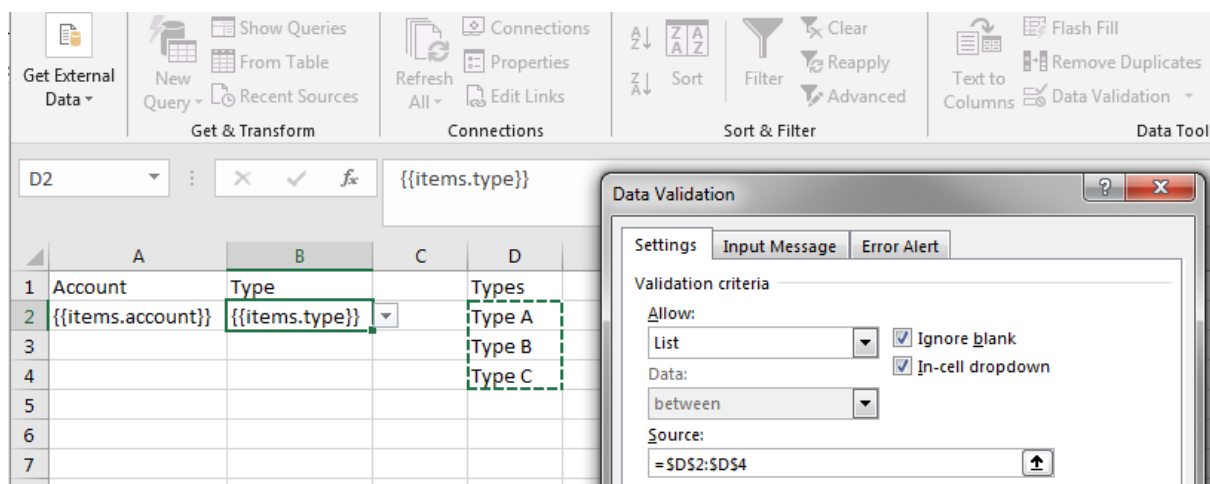 Get External Data
New Query
Show Queries
From Table
Recent Sources
Get & Transform
Refresh All
Connections
Properties
Edit Links
Connections
A Z
Z A
Z A
A Z
Sort
Filter
Clear
Reapply
Advanced
Sort & Filter
Text to Columns
Flash Fill
Remove Duplicates
Data Validation
Data Tool
D2
fx
{{items.type}}
A B C D
1 Account Type Types
2 {{items.account}} {{items.type}} Type A
3 Type B
4 Type C
5
6
7
Data Validation
?
X
Settings
Input Message
Error Alert
Validation criteria
Allow:
List
Ignore blank
In-cell dropdown
Data:
between
Source:
=$D$2:$D$4